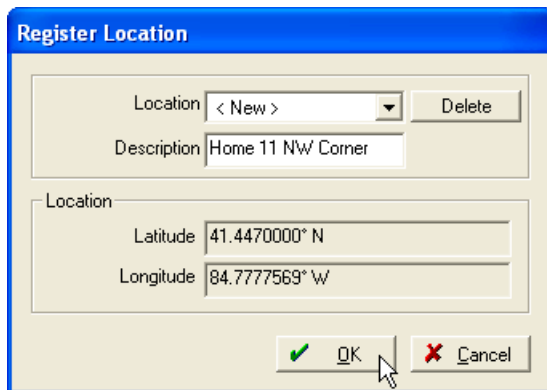 Register Location
Location < New > Delete
Description Home 11 NW Corner
Location
Latitude 41.4470000° N
Longitude 84.7777569° W
OK Cancel